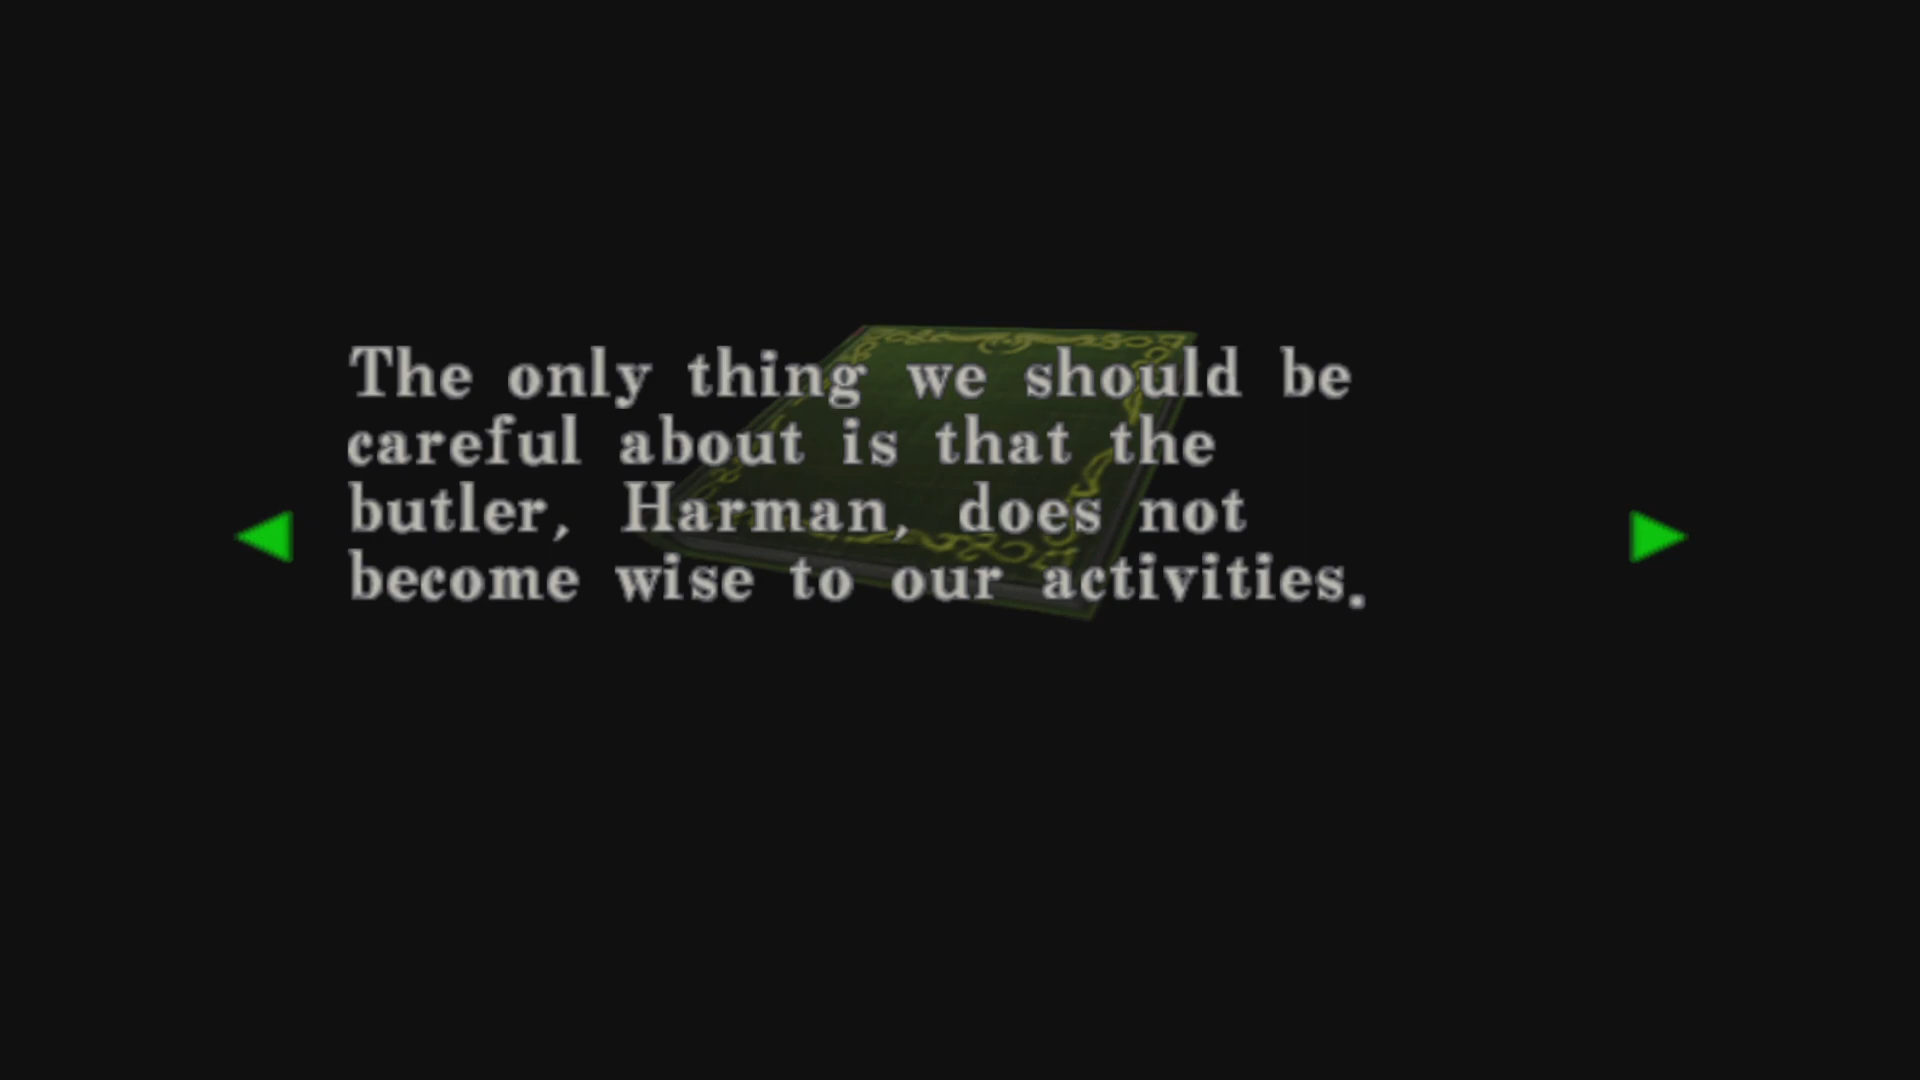 The only thing we should be
careful about is that the
butler, Harman, does not
become wise to our activities.